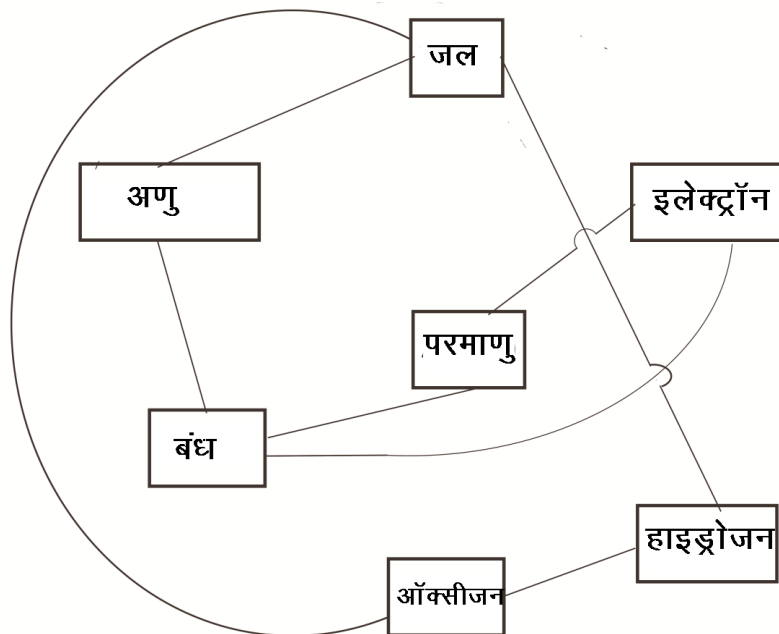 जल
अणु
इलेक्ट्रॉन
परमाणु
बंध
हाइड्रोजन
ऑक्सीजन